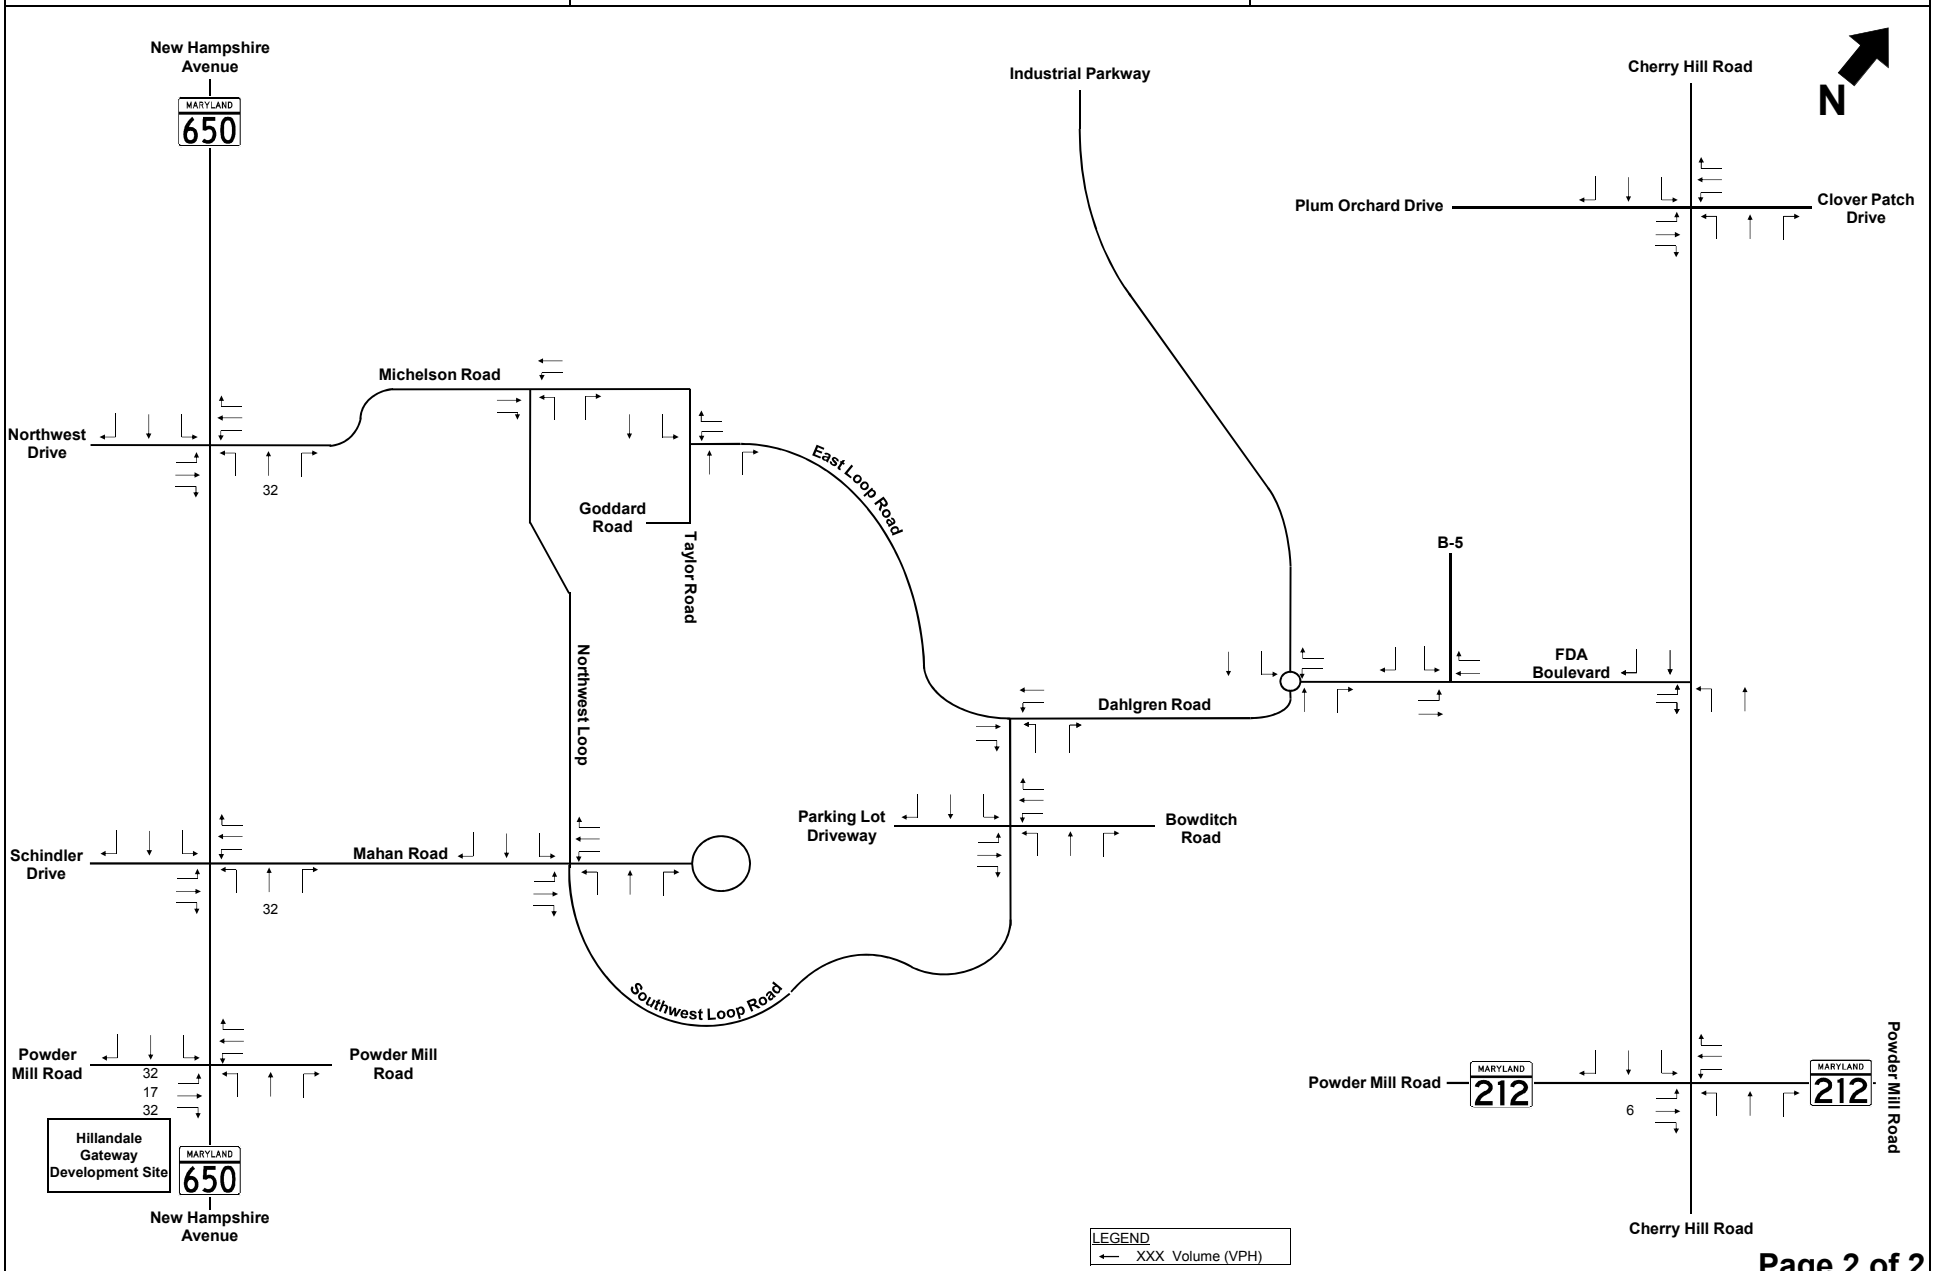 New Hampshire
Avenue
MARYLAND
650
Industrial Parkway
Cherry Hill Road
N
Plum Orchard Drive
Clover Patch
Drive
Michelson Road
Northwest
Drive
32
Goddard
Road
Taylor Road
East Loop Road
B-5
FDA
Boulevard
Northwest Loop
Dahlgren Road
Parking Lot
Driveway
Bowditch
Road
Schindler
Drive
Mahan Road
32
Southwest Loop Road
Powder
Mill Road
Powder Mill
Road
32
17
32
Hillandale
Gateway
Development Site
MARYLAND
650
New Hampshire
Avenue
Powder Mill Road
MARYLAND
212
6
MARYLAND
212
Powder Mill Road
Cherry Hill Road
LEGEND
XXX Volume (VPH)
Page 2 of 2